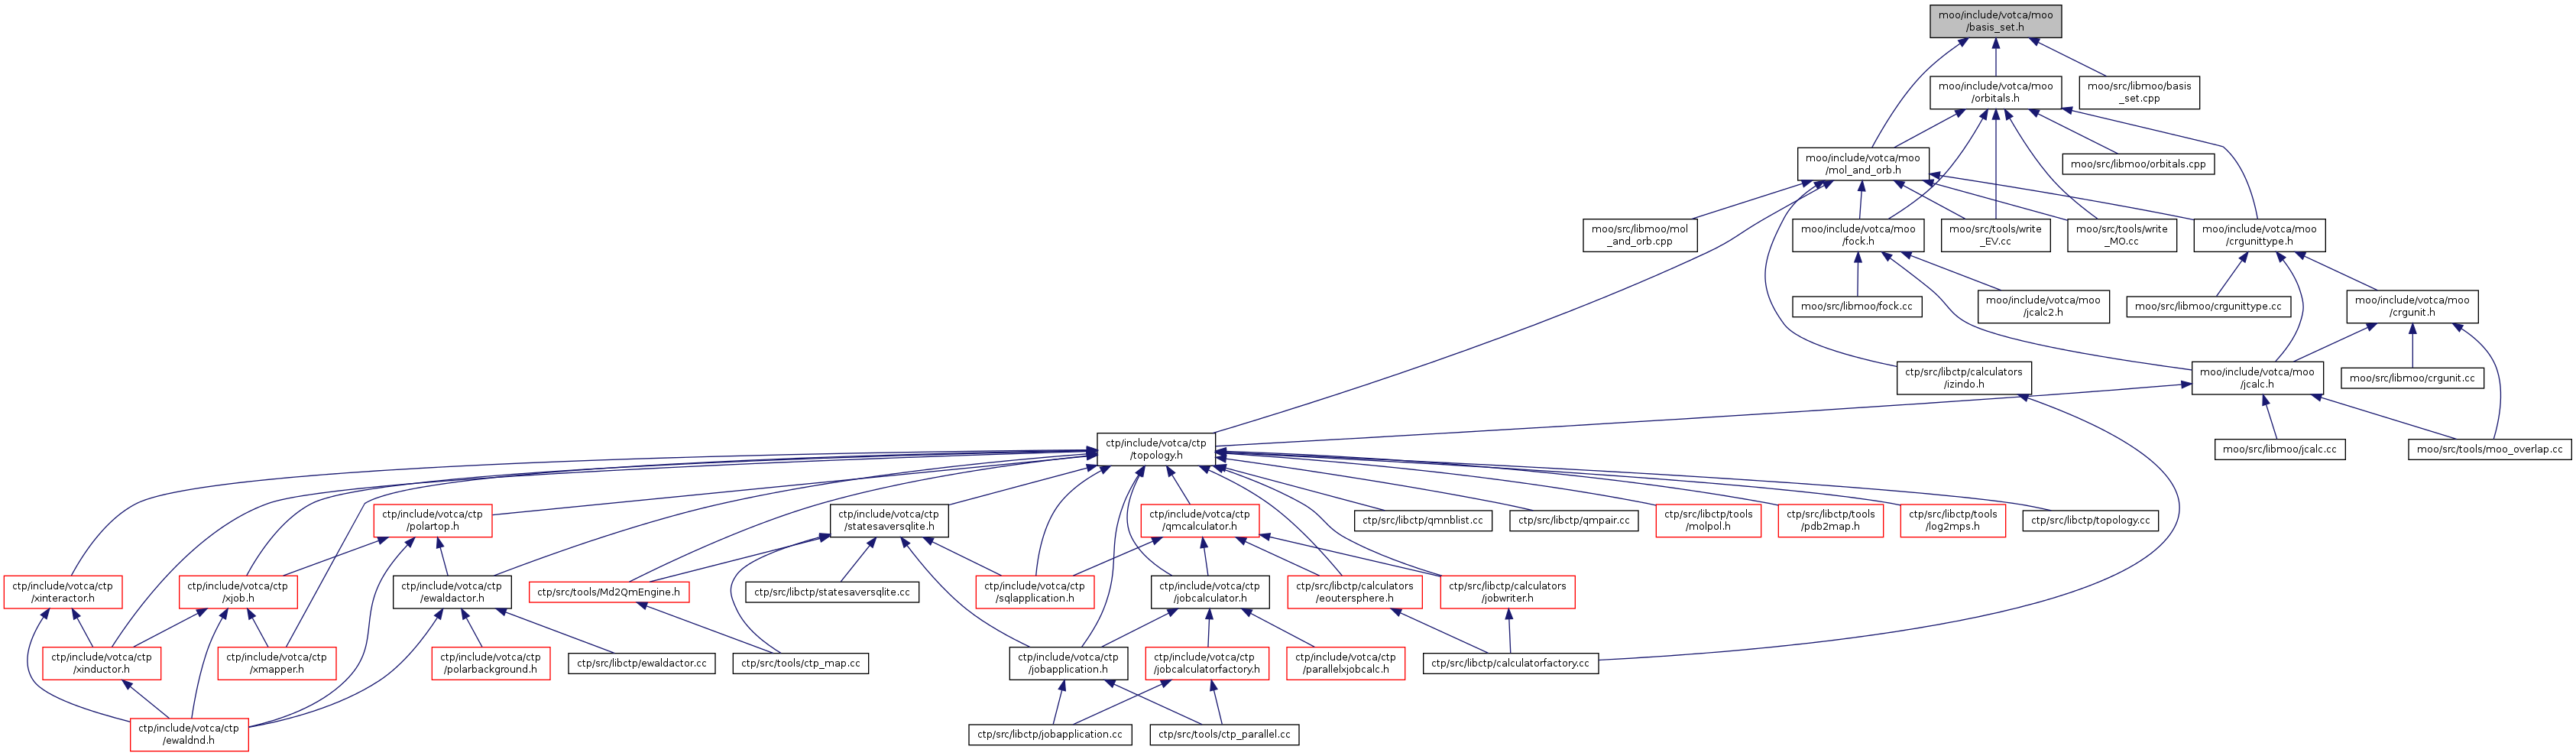 moo/include/votca/moo
/basis_set.h
moo/include/votca/moo
/orbitals.h
moo/src/libmoo/basis
_set.cpp
moo/include/votca/moo
/mol_and_orb.h
moo/src/libmoo/orbitals.cpp
moo/src/libmoo/mol
_and_orb.cpp
moo/include/votca/moo
/fock.h
moo/src/tools/write
_EV.cc
moo/src/tools/write
_MO.cc
moo/include/votca/moo
/crgunittype.h
moo/src/libmoo/fock.cc
moo/include/votca/moo
/jcalc2.h
moo/src/libmoo/crgunittype.cc
moo/include/votca/moo
/crgunit.h
ctp/src/libctp/calculators
/izindo.h
moo/include/votca/moo
/jcalc.h
moo/src/libmoo/crgunit.cc
ctp/include/votca/ctp
/topology.h
moo/src/libmoo/jcalc.cc
moo/src/tools/moo_overlap.cc
ctp/include/votca/ctp
/polartop.h
ctp/include/votca/ctp
/statesaversqlite.h
ctp/include/votca/ctp
/qmcalculator.h
ctp/src/libctp/qmnblist.cc
ctp/src/libctp/qmpair.cc
ctp/src/libctp/tools
/molpol.h
ctp/src/libctp/tools
/pdb2map.h
ctp/src/libctp/tools
/log2mps.h
ctp/src/libctp/topology.cc
ctp/include/votca/ctp
/xinteractor.h
ctp/include/votca/ctp
/xjob.h
ctp/include/votca/ctp
/ewaldactor.h
ctp/src/tools/Md2QmEngine.h
ctp/src/libctp/statesaversqlite.cc
ctp/include/votca/ctp
/sqlapplication.h
ctp/include/votca/ctp
/jobcalculator.h
ctp/src/libctp/calculators
/eoutersphere.h
ctp/src/libctp/calculators
/jobwriter.h
ctp/include/votca/ctp
/xinductor.h
ctp/include/votca/ctp
/xmapper.h
ctp/include/votca/ctp
/polarbackground.h
ctp/src/libctp/ewaldactor.cc
ctp/src/tools/ctp_map.cc
ctp/include/votca/ctp
/jobapplication.h
ctp/include/votca/ctp
/jobcalculatorfactory.h
ctp/include/votca/ctp
/parallelxjobcalc.h
ctp/src/libctp/calculatorfactory.cc
ctp/include/votca/ctp
/ewaldnd.h
ctp/src/libctp/jobapplication.cc
ctp/src/tools/ctp_parallel.cc